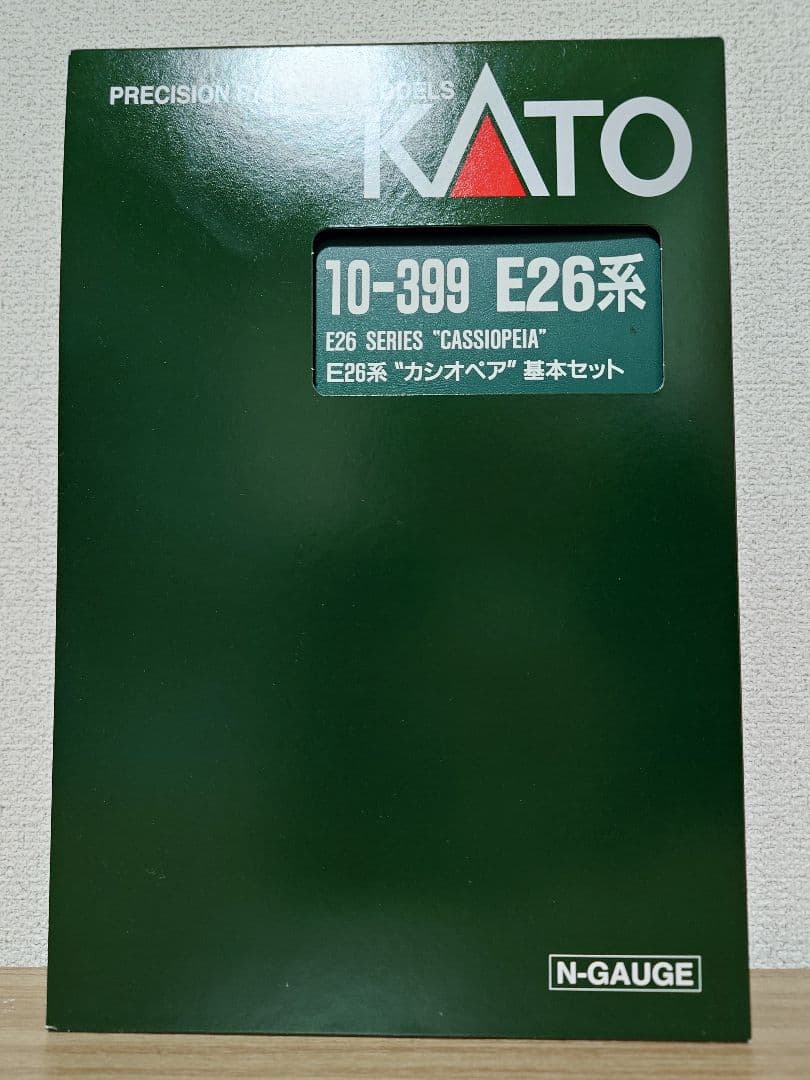 PRECISION RAILROAD MODELS
KATO
10-399 E26系
E26 SERIES "CASSIOPEIA"
E26系 "カシオペア" 基本セット
N-GAUGE